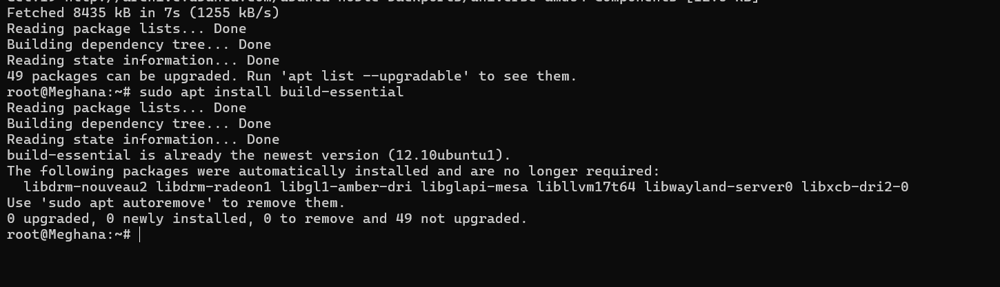 Fetched 8435 kB in 7s (1255 kB/s)
Reading package lists... Done
Building dependency tree... Done
Reading state information... Done
49 packages can be upgraded. Run 'apt list --upgradable' to see them.
root@Meghana:~# sudo apt install build-essential
Reading package lists... Done
Building dependency tree... Done
Reading state information... Done
build-essential is already the newest version (12.10ubuntu1).
The following packages were automatically installed and are no longer required:
  libdrm-nouveau2 libdrm-radeon1 libgl1-amber-dri libglapi-mesa libllvm17t64 libwayland-server0 libxcb-dri2-0
Use 'sudo apt autoremove' to remove them.
0 upgraded, 0 newly installed, 0 to remove and 49 not upgraded.
root@Meghana:~#